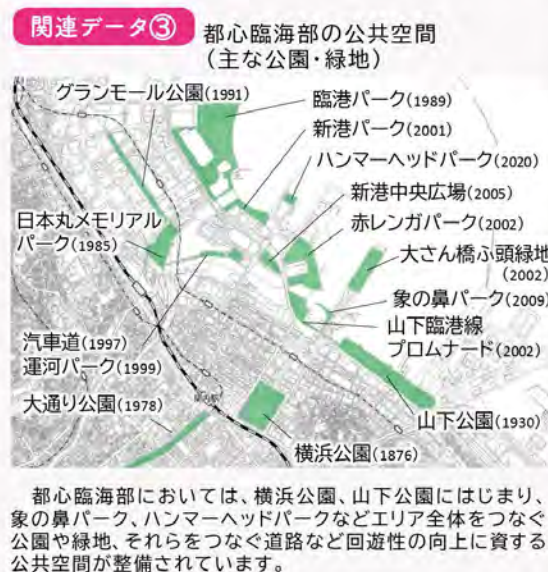 関連データ③
都心臨海部の公共空間
（主な公園・緑地）
グランモール公園(1991)
臨港パーク(1989)
新港パーク(2001)
ハンマーヘッドパーク(2020)
新港中央広場(2005)
日本丸メモリアル
パーク(1985)
赤レンガパーク(2002)
大さん橋ふ頭緑地
(2002)
象の鼻パーク(2009)
汽車道(1997)
山下臨港線
プロムナード(2002)
運河パーク(1999)
大通り公園(1978)
山下公園(1930)
横浜公園(1876)
都心臨海部においては、横浜公園、山下公園にはじまり、
象の鼻パーク、ハンマーヘッドパークなどエリア全体をつなぐ
公園や緑地、それらをつなぐ道路など回遊性の向上に資する
公共空間が整備されています。